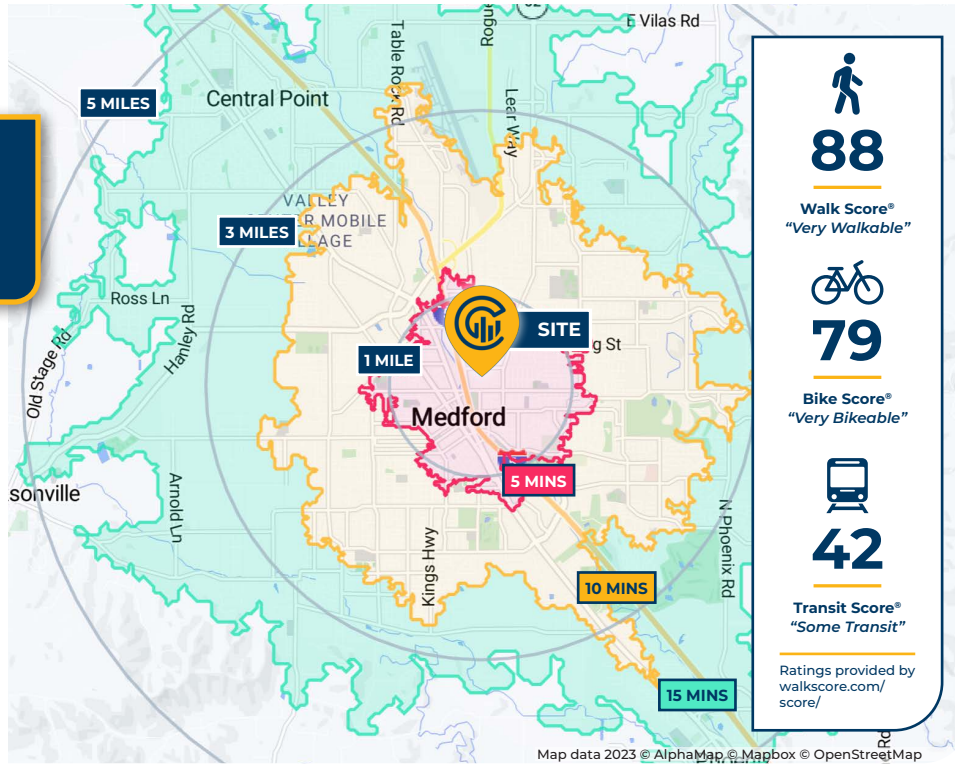 E Vilas Rd
Table Rock Rd
Lear Way
5 MILES
Central Point
VALLEY
MOBILE
3 MILES
Ross Ln
Hanley Rd
Old Stage Rd
SITE
g St
1 MILE
Medford
5 MINS
sonville
Arnold Ln
Kings Hwy
N Phoenix Rd
10 MINS
15 MINS
88
Walk Score®
“Very Walkable”
79
Bike Score®
“Very Bikeable”
42
Transit Score®
“Some Transit”
Ratings provided by
walkscore.com/
score/
Rd
Map data 2023 © AlphaMap © Mapbox © OpenStreetMap